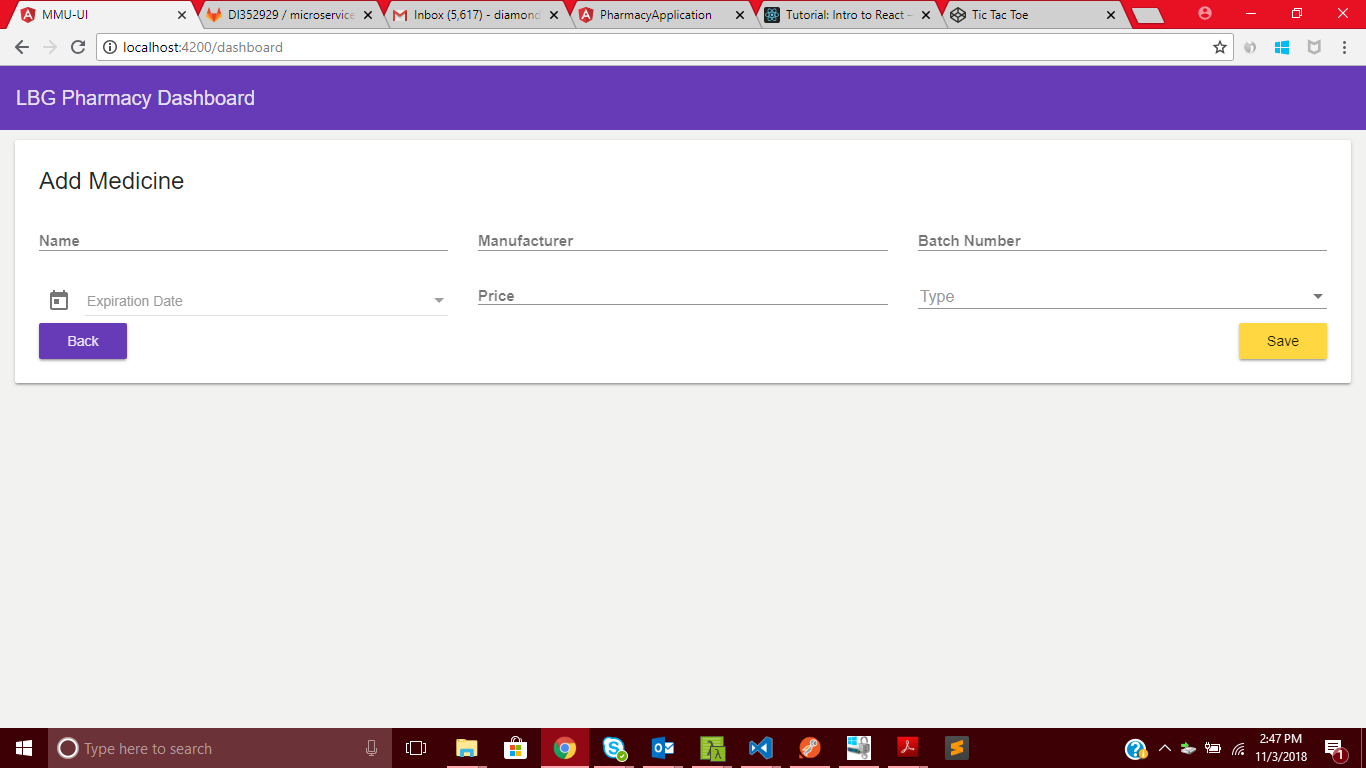 MMU-UI
DI352929 / microservice
Inbox (5,617) - diamond
PharmacyApplication
Tutorial: Intro to React –
Tic Tac Toe
localhost:4200/dashboard
LBG Pharmacy Dashboard
Add Medicine
Name
Manufacturer
Batch Number
Expiration Date
Price
Type
Back
Save
Type here to search
2:47 PM
11/3/2018
1